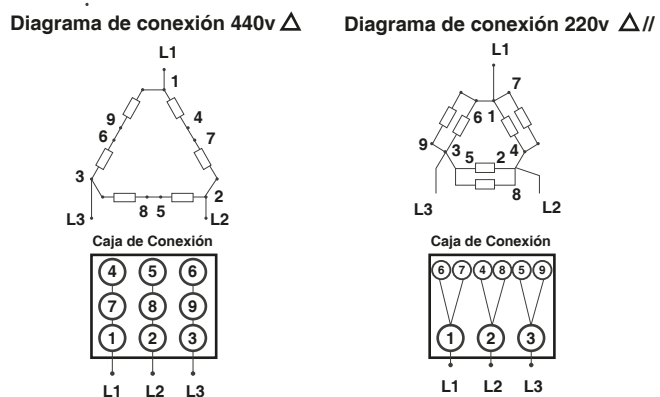 Diagrama de conexión 440v △
L1
1
9
4
6
7
3
2
8 5
L3
L2
Caja de Conexión
4 5 6
7 8 9
1 2 3
L1 L2 L3
Diagrama de conexión 220v △//
L1
7
6 1
9
3
5 2
4
8
L3
L2
Caja de Conexión
6 7 4 8 5 9
1 2 3
L1 L2 L3